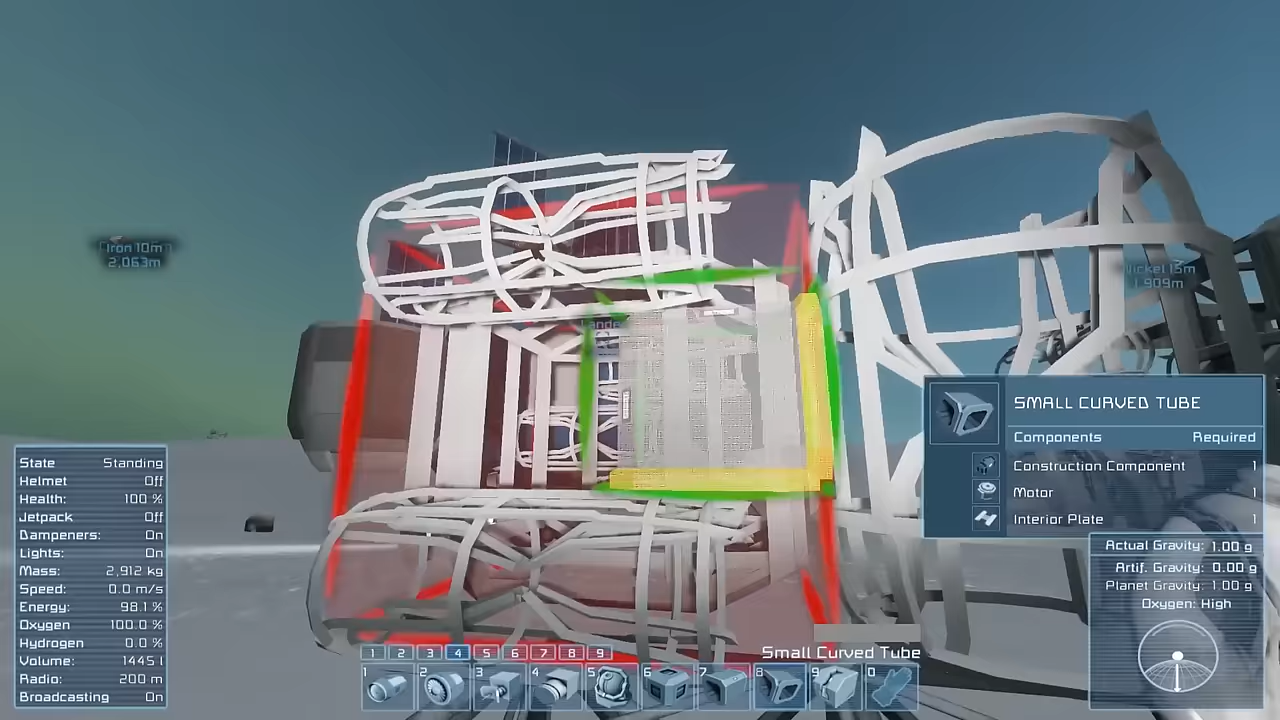 Iron 10m
2,063m
Nickel 15m
1,909m
SMALL CURVED TUBE
Components Required
Construction Component 1
Motor 1
Interior Plate 1
State Standing
Helmet Off
Health: 100 %
Jetpack Off
Dampeners: On
Lights: On
Mass: 2,912 kg
Speed: 0.0 m/s
Energy: 98.1 %
Oxygen 100.0 %
Hydrogen 0.0 %
Volume: 1445 l
Radio: 200 m
Broadcasting On
Actual Gravity: 1.00 g
Artif. Gravity: 0.00 g
Planet Gravity: 1.00 g
Oxygen: High
Small Curved Tube
1 2 3 4 5 6 7 8 9
1 2 3 4 5 6 7 8 9 0